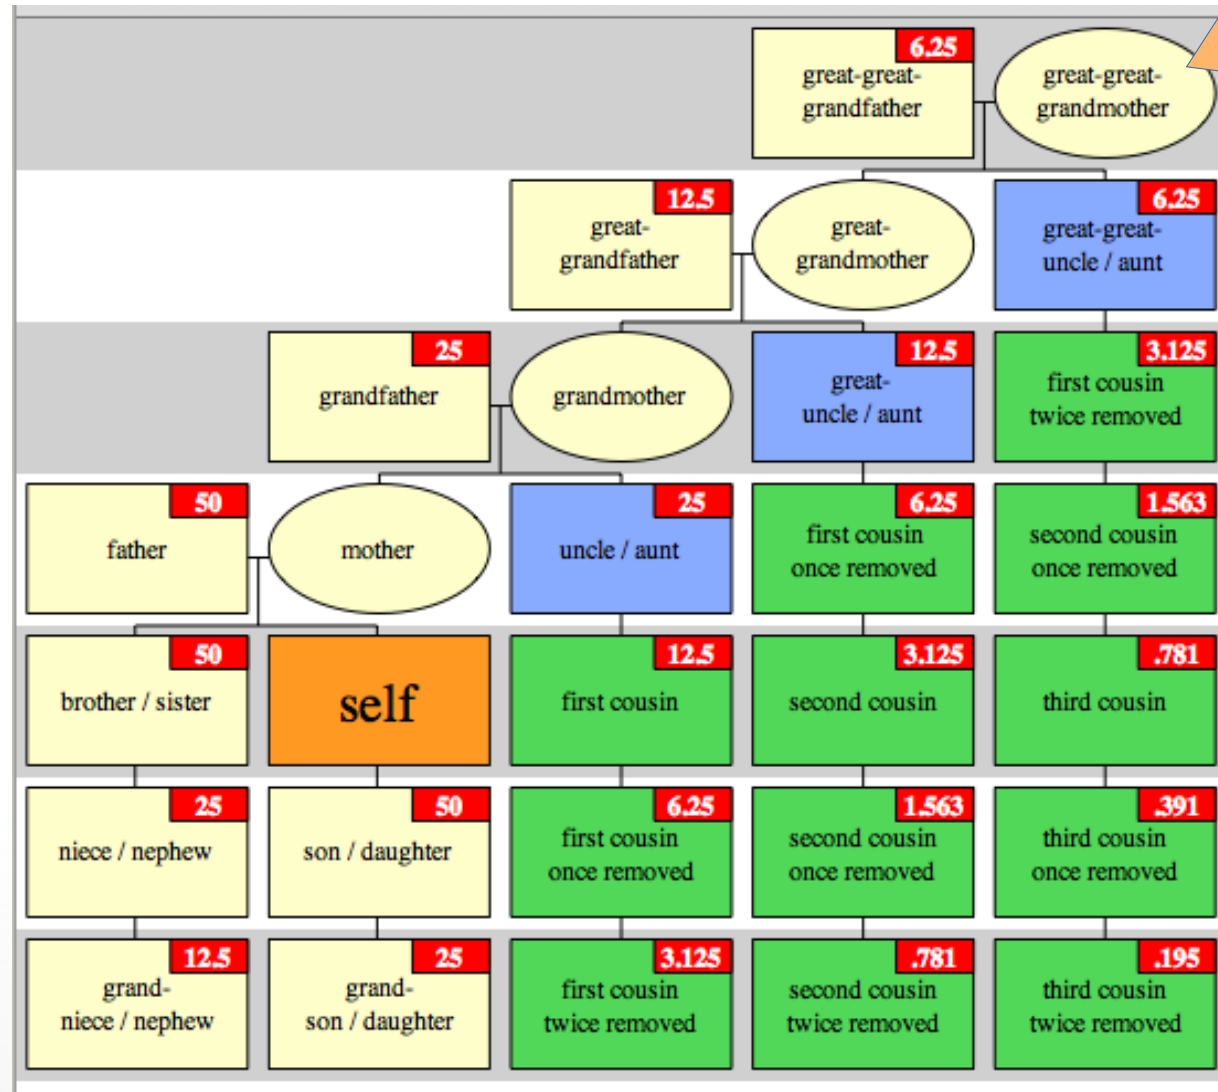 6.25
great-great-
grandfather
great-great-
grandmother
12.5
great-
grandfather
great-
grandmother
6.25
great-great-
uncle / aunt
25
grandfather
grandmother
12.5
great-
uncle / aunt
3.125
first cousin
twice removed
50
father
mother
25
uncle / aunt
6.25
first cousin
once removed
1.563
second cousin
once removed
50
brother / sister
self
12.5
first cousin
3.125
second cousin
.781
third cousin
25
niece / nephew
50
son / daughter
6.25
first cousin
once removed
1.563
second cousin
once removed
.391
third cousin
once removed
12.5
grand-
niece / nephew
25
grand-
son / daughter
3.125
first cousin
twice removed
.781
second cousin
twice removed
.195
third cousin
twice removed